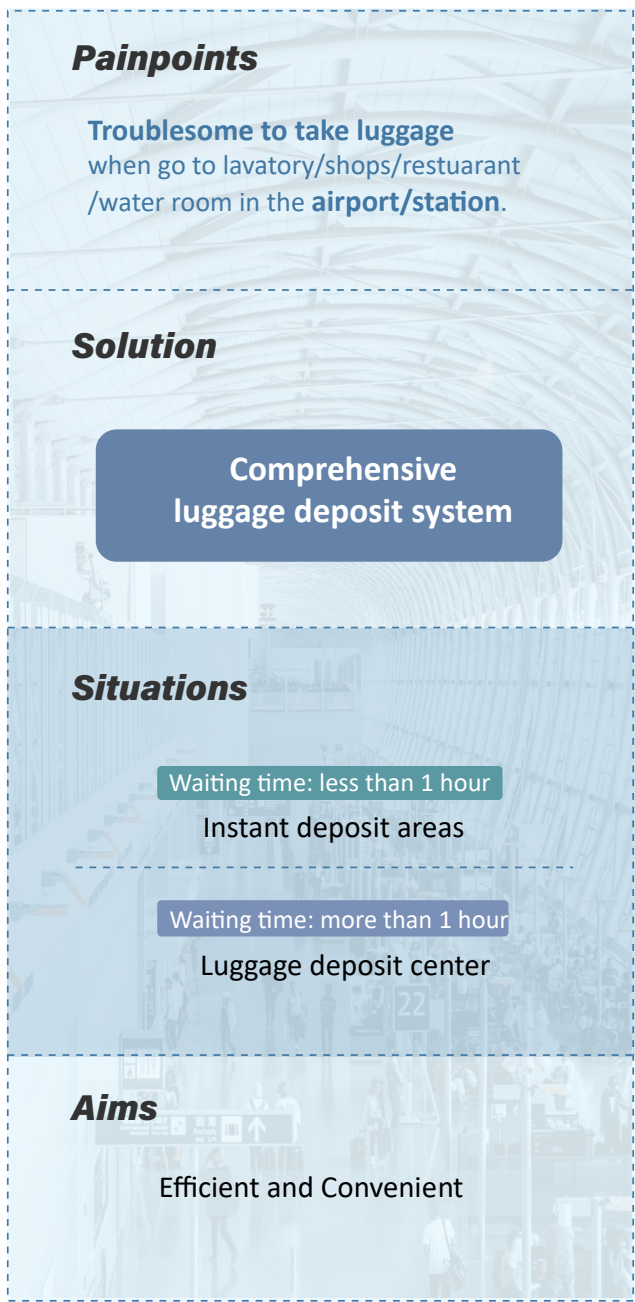 Painpoints
Troublesome to take luggage
when go to lavatory/shops/restuarant
/water room in the airport/station.
Solution
Comprehensive
luggage deposit system
Situations
Waiting time: less than 1 hour
Instant deposit areas
Waiting time: more than 1 hour
Luggage deposit center
22
Aims
Efficient and Convenient